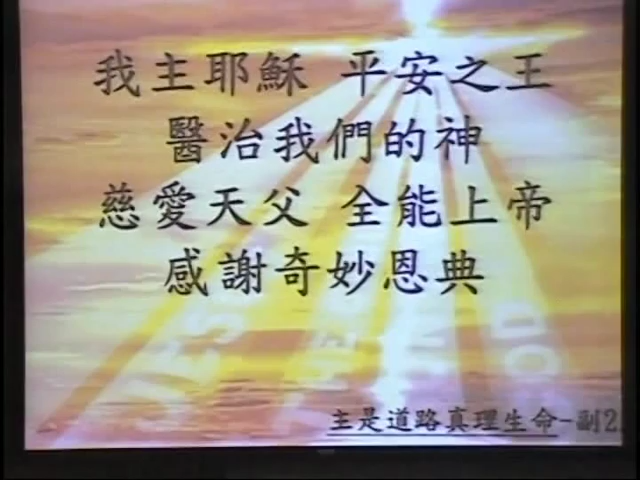 我主耶穌 平安之王
醫治我們的神
慈愛天父 全能上帝
感謝奇妙恩典
主是道路真理生命-副2